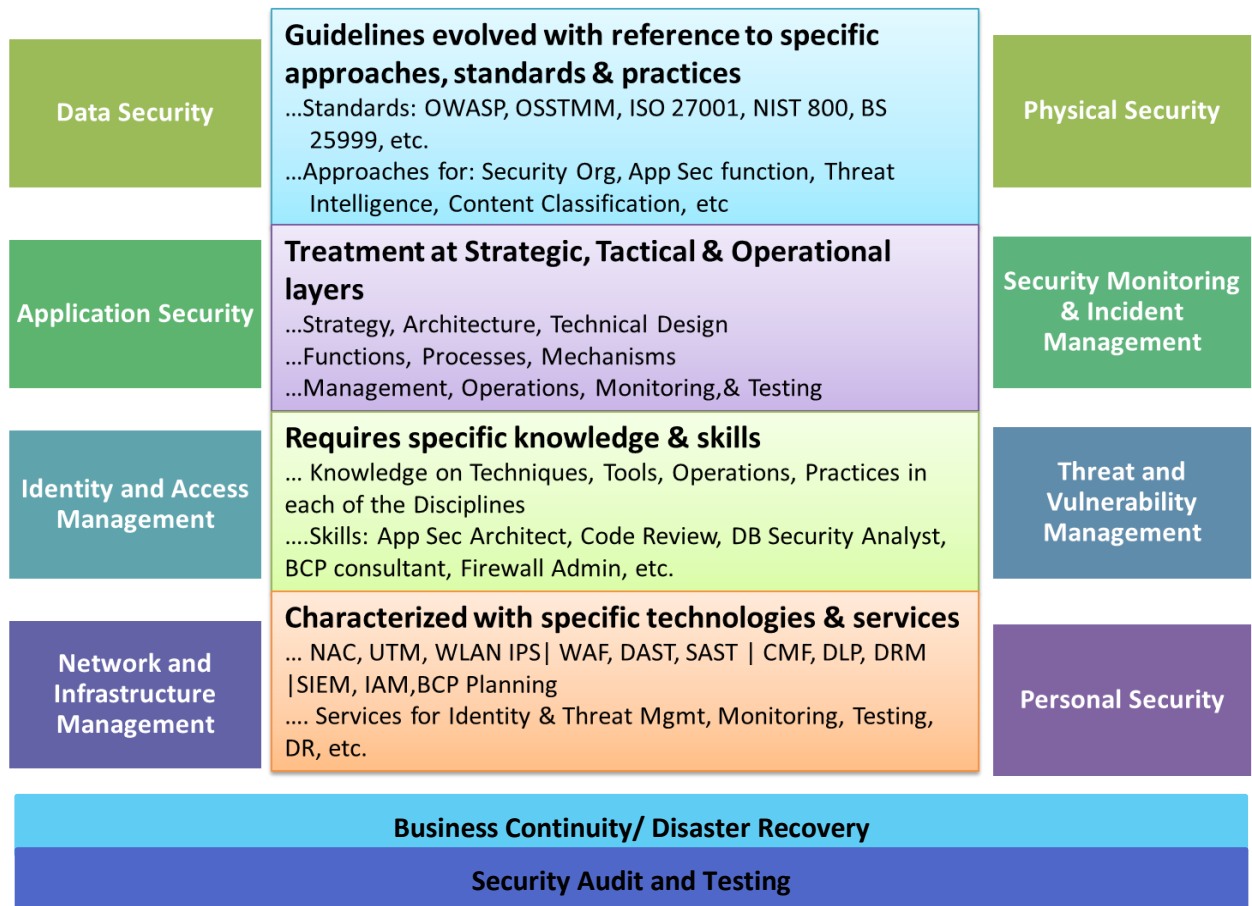 Data Security
Application Security
Identity and Access
Management
Network and
Infrastructure
Management
Guidelines evolved with reference to specific
approaches, standards & practices
...Standards: OWASP, OSSTMM, ISO 27001, NIST 800, BS
25999, etc.
...Approaches for: Security Org, App Sec function, Threat
Intelligence, Content Classification, etc
Treatment at Strategic, Tactical & Operational
layers
...Strategy, Architecture, Technical Design
...Functions, Processes, Mechanisms
...Management, Operations, Monitoring,& Testing
Requires specific knowledge & skills
... Knowledge on Techniques, Tools, Operations, Practices in
each of the Disciplines
....Skills: App Sec Architect, Code Review, DB Security Analyst,
BCP consultant, Firewall Admin, etc.
Characterized with specific technologies & services
... NAC, UTM, WLAN IPS| WAF, DAST, SAST | CMF, DLP, DRM
|SIEM, IAM,BCP Planning
.... Services for Identity & Threat Mgmt, Monitoring, Testing,
DR, etc.
Physical Security
Security Monitoring
& Incident
Management
Threat and
Vulnerability
Management
Personal Security
Business Continuity/ Disaster Recovery
Security Audit and Testing